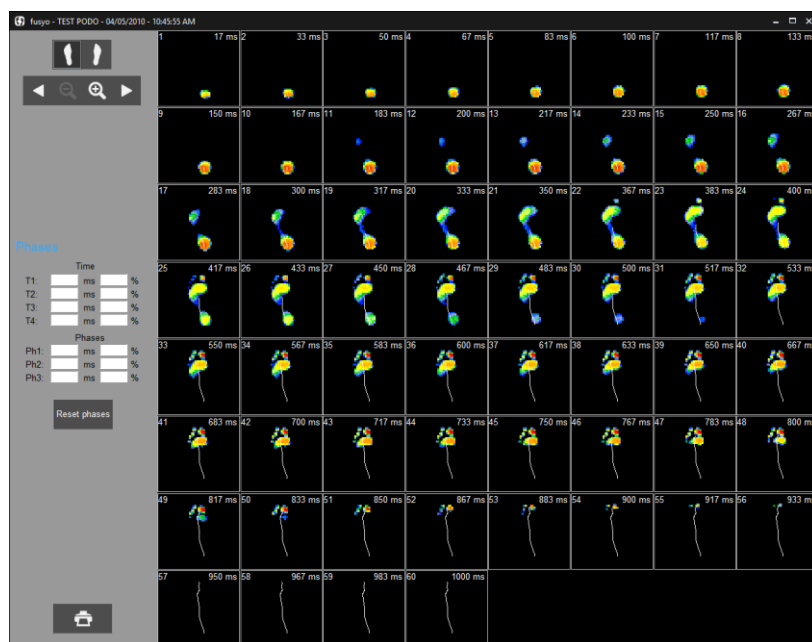 fusyo - TEST PODO - 04/05/2010 - 10:45:55 AM
1 17 ms 2 33 ms 3 50 ms 4 67 ms 5 83 ms 6 100 ms 7 117 ms 8 133 ms
9 150 ms 10 167 ms 11 183 ms 12 200 ms 13 217 ms 14 233 ms 15 250 ms 16 267 ms
17 283 ms 18 300 ms 19 317 ms 20 333 ms 21 350 ms 22 367 ms 23 383 ms 24 400 ms
Phases
Time
T1: ms %
T2: ms %
T3: ms %
T4: ms %
25 417 ms 26 433 ms 27 450 ms 28 467 ms 29 483 ms 30 500 ms 31 517 ms 32 533 ms
Phases
Ph1: ms %
Ph2: ms %
Ph3: ms %
33 550 ms 34 567 ms 35 583 ms 36 600 ms 37 617 ms 38 633 ms 39 650 ms 40 667 ms
Reset phases
41 683 ms 42 700 ms 43 717 ms 44 733 ms 45 750 ms 46 767 ms 47 783 ms 48 800 ms
49 817 ms 50 833 ms 51 850 ms 52 867 ms 53 883 ms 54 900 ms 55 917 ms 56 933 ms
57 950 ms 58 967 ms 59 983 ms 60 1000 ms